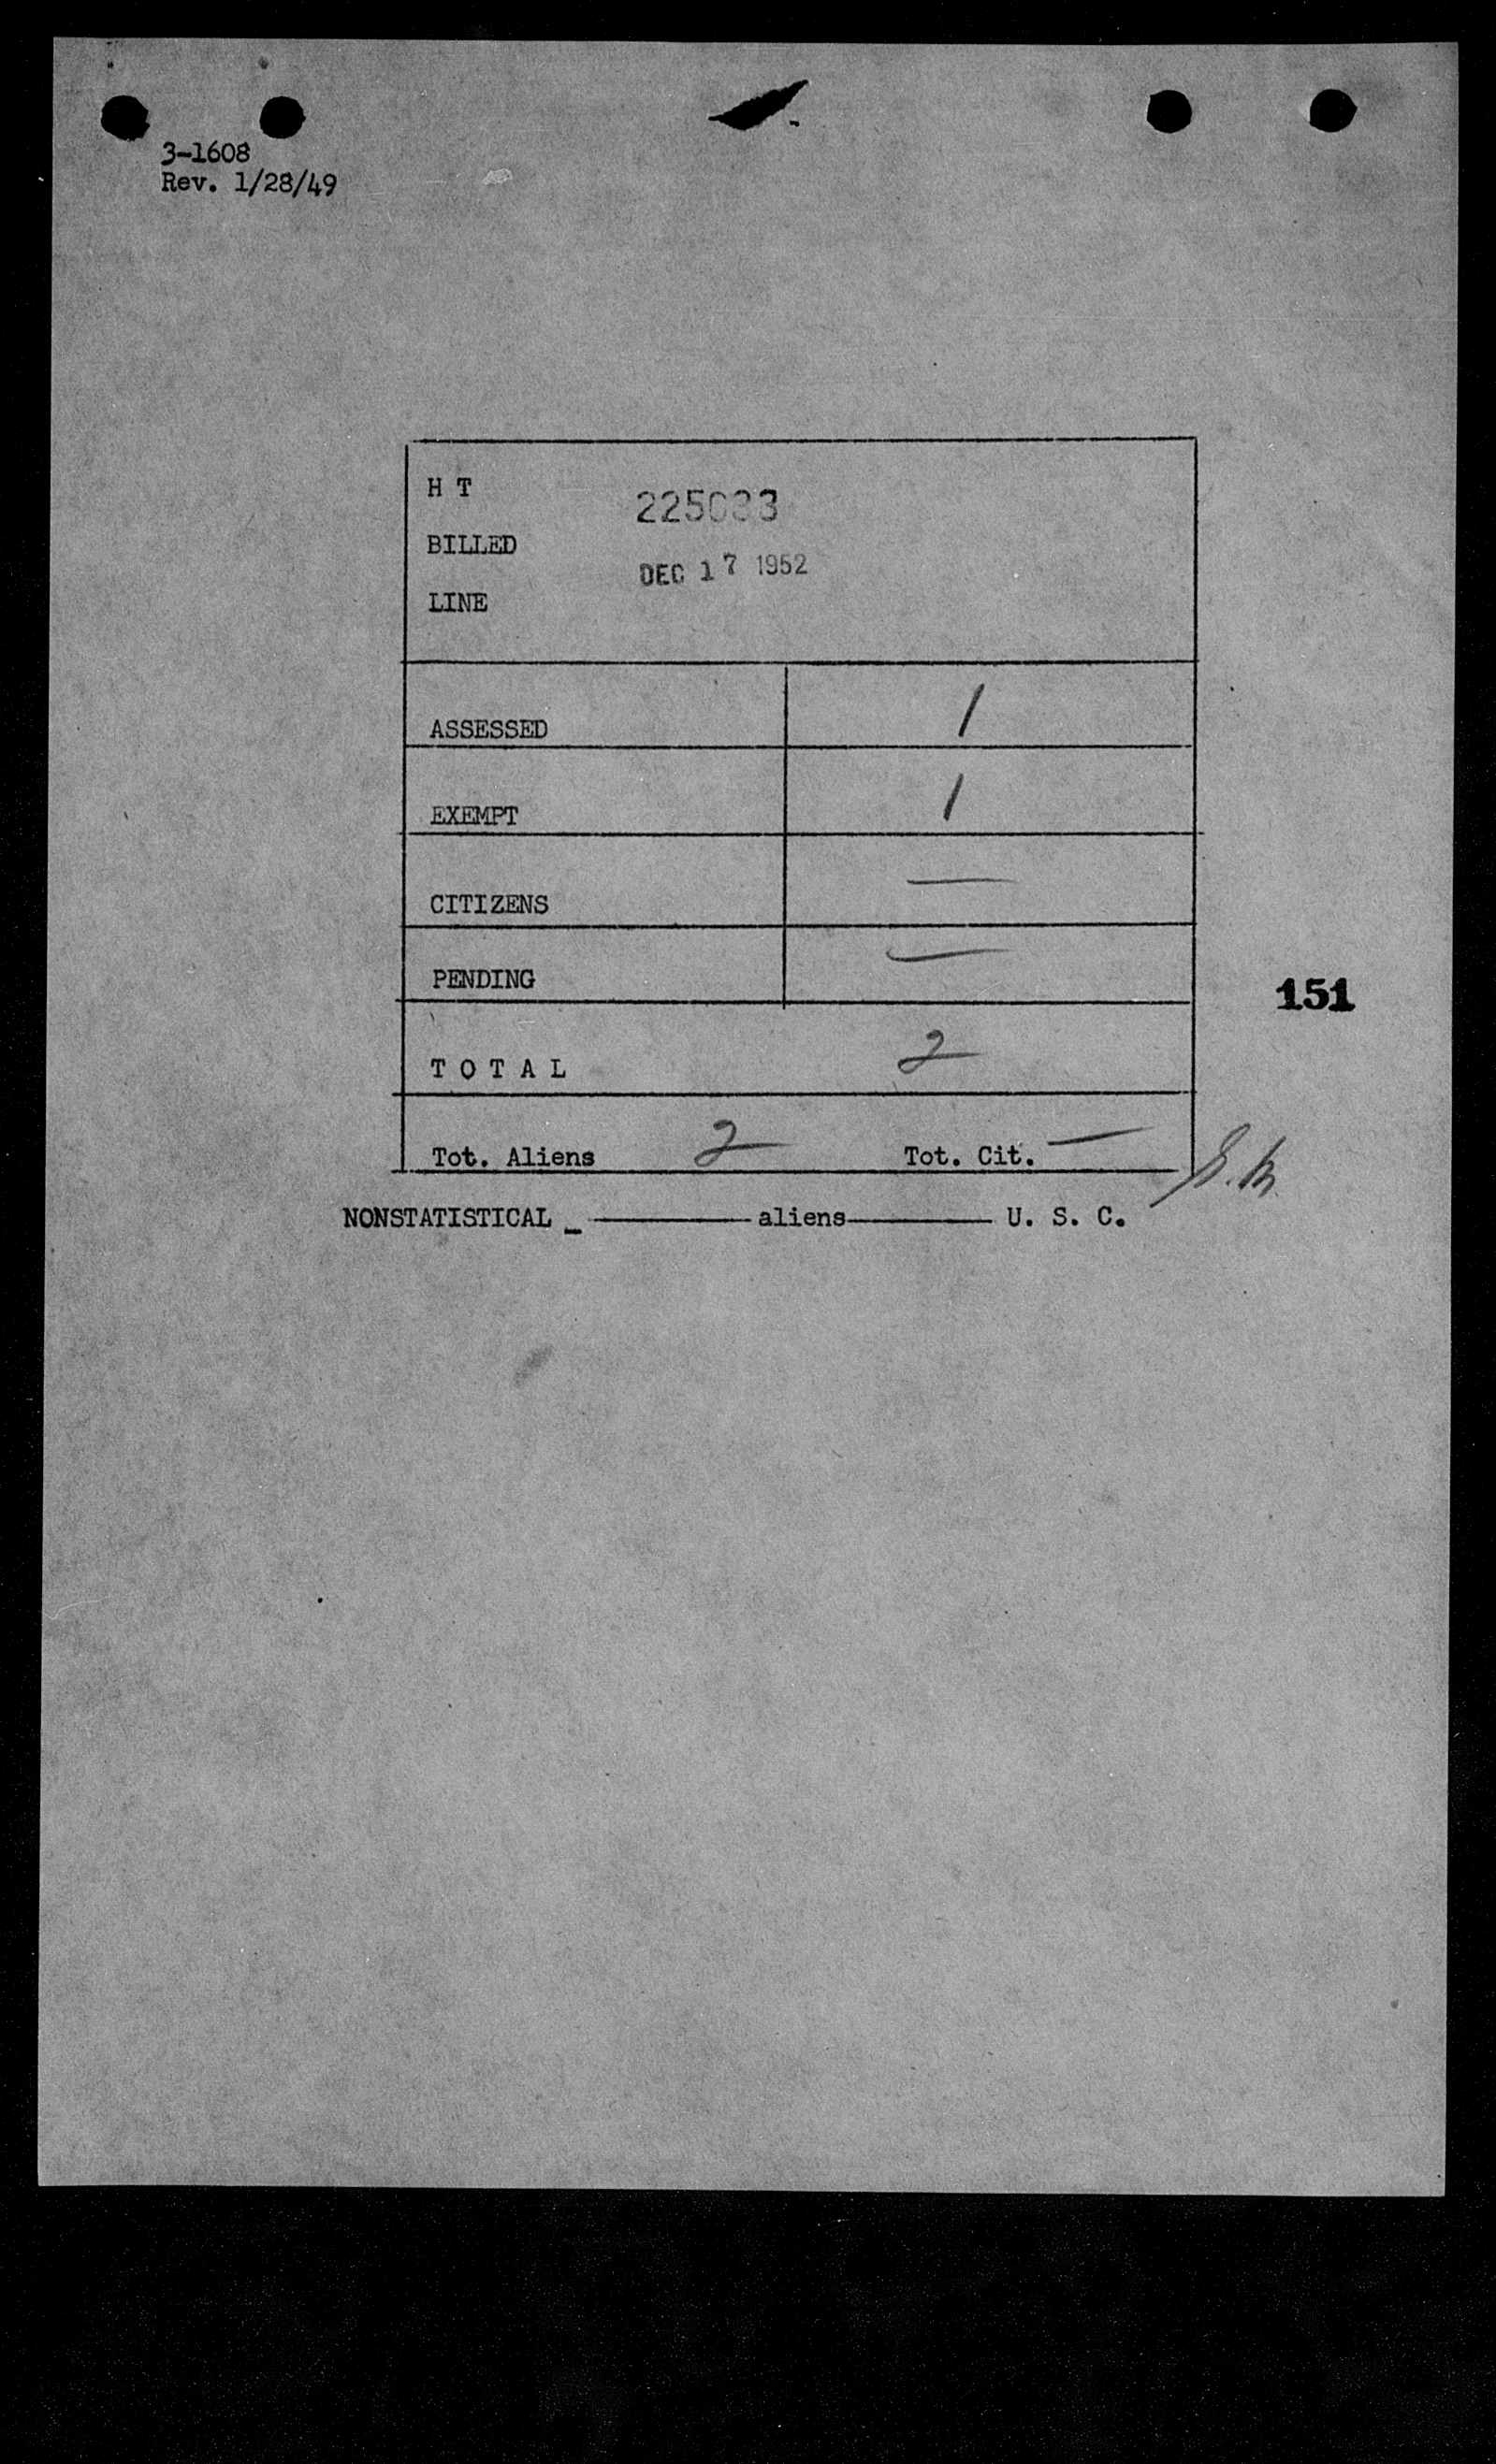 3-1608
Rev. 1/28/49
H T
BILLED
DEC 17 1952
LINE
ASSESSED 1
EXEMPT 1
CITIZENS —
PENDING —
151
T O T A L 2
Tot. Aliens 2 Tot. Cit. —
NONSTATISTICAL _ ———— aliens ———— U. S. C.